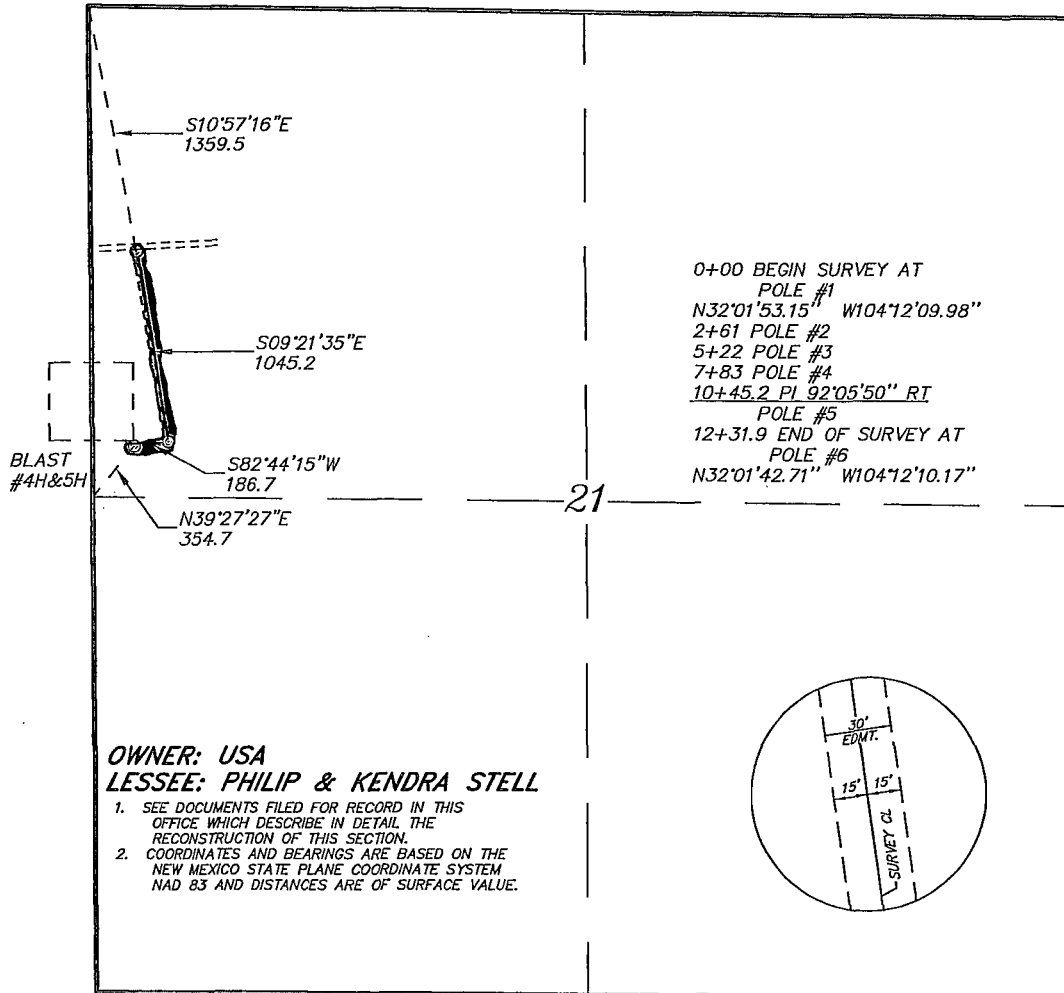 S10°57'16"E
1359.5
S09°21'35"E
1045.2
BLAST
#4H&5H
S82°44'15"W
186.7
N39°27'27"E
354.7
21
0+00 BEGIN SURVEY AT
POLE #1
N32°01'53.15" W104°12'09.98"
2+61 POLE #2
5+22 POLE #3
7+83 POLE #4
10+45.2 PI 92°05'50" RT
POLE #5
12+31.9 END OF SURVEY AT
POLE #6
N32°01'42.71" W104°12'10.17"
OWNER: USA
LESSEE: PHILIP & KENDRA STELL
1. SEE DOCUMENTS FILED FOR RECORD IN THIS
OFFICE WHICH DESCRIBE IN DETAIL THE
RECONSTRUCTION OF THIS SECTION.
2. COORDINATES AND BEARINGS ARE BASED ON THE
NEW MEXICO STATE PLANE COORDINATE SYSTEM
NAD 83 AND DISTANCES ARE OF SURFACE VALUE.
30'
EDMT.
15' 15'
SURVEY CL